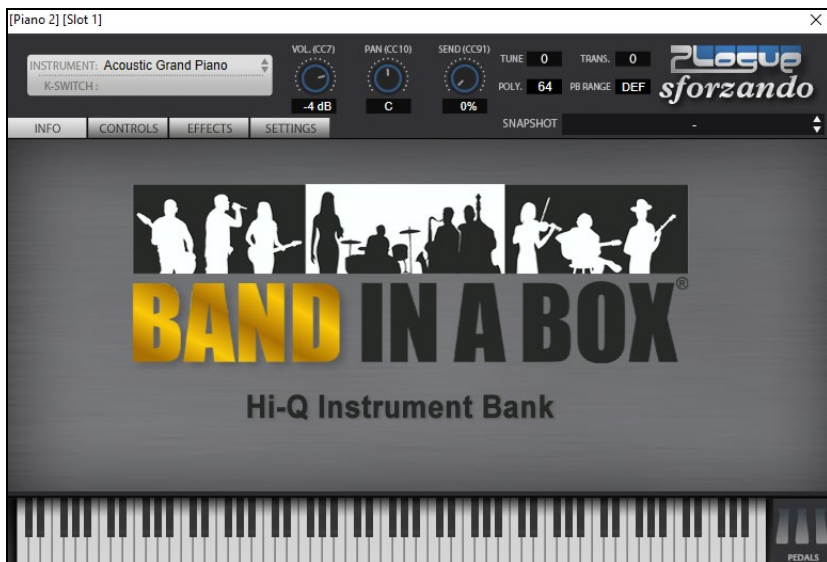 [Piano 2] [Slot 1]
INSTRUMENT: Acoustic Grand Piano
K-SWITCH :
VOL. (CC7)
-4 dB
PAN (CC10)
C
SEND (CC91)
0%
TUNE 0 TRANS. 0
POLY. 64 PB RANGE DEF
Plogue
sforzando
INFO CONTROLS EFFECTS SETTINGS
SNAPSHOT -
BAND IN A BOX®
Hi-Q Instrument Bank
PEDALS